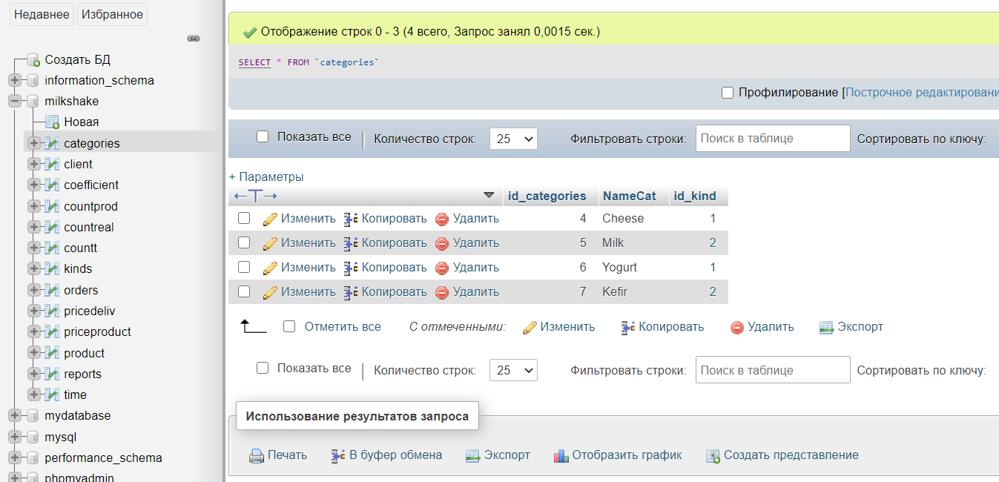 Недавнее Избранное
Создать БД
information_schema
milkshake
Новая
categories
client
coefficient
countprod
countreal
countt
kinds
orders
pricedeliv
priceproduct
product
reports
time
mydatabase
mysql
performance_schema
phpmyadmin
Отображение строк 0 - 3 (4 всего, Запрос занял 0,0015 сек.)
SELECT * FROM `categories`
Профилирование [Построчное редактировани
Показать все | Количество строк: 25 Фильтровать строки: Поиск в таблице Сортировать по ключу:
+ Параметры
←T→ id_categories NameCat id_kind
Изменить Копировать Удалить 4 Cheese 1
Изменить Копировать Удалить 5 Milk 2
Изменить Копировать Удалить 6 Yogurt 1
Изменить Копировать Удалить 7 Kefir 2
Отметить все С отмеченными: Изменить Копировать Удалить Экспорт
Показать все | Количество строк: 25 Фильтровать строки: Поиск в таблице Сортировать по ключу:
Использование результатов запроса
Печать В буфер обмена Экспорт Отобразить график Создать представление